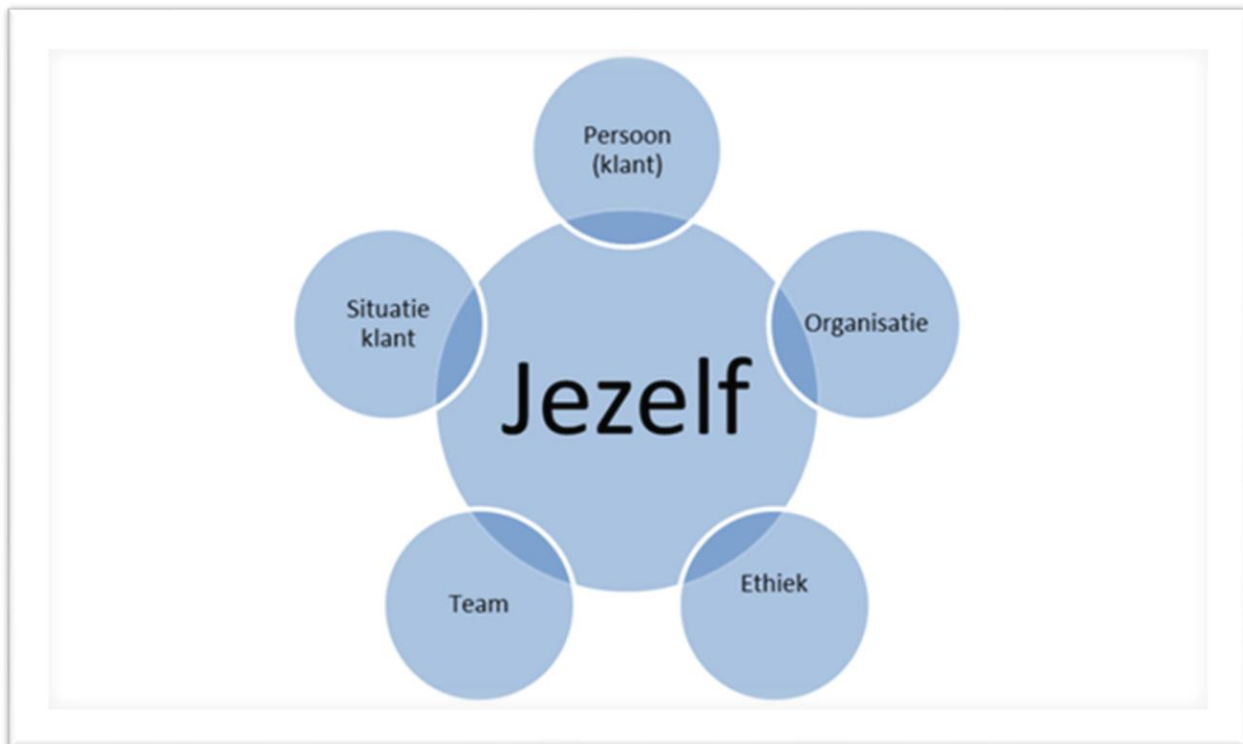 Persoon
(klant)
Situatie
klant
Organisatie
Jezelf
Team
Ethiek